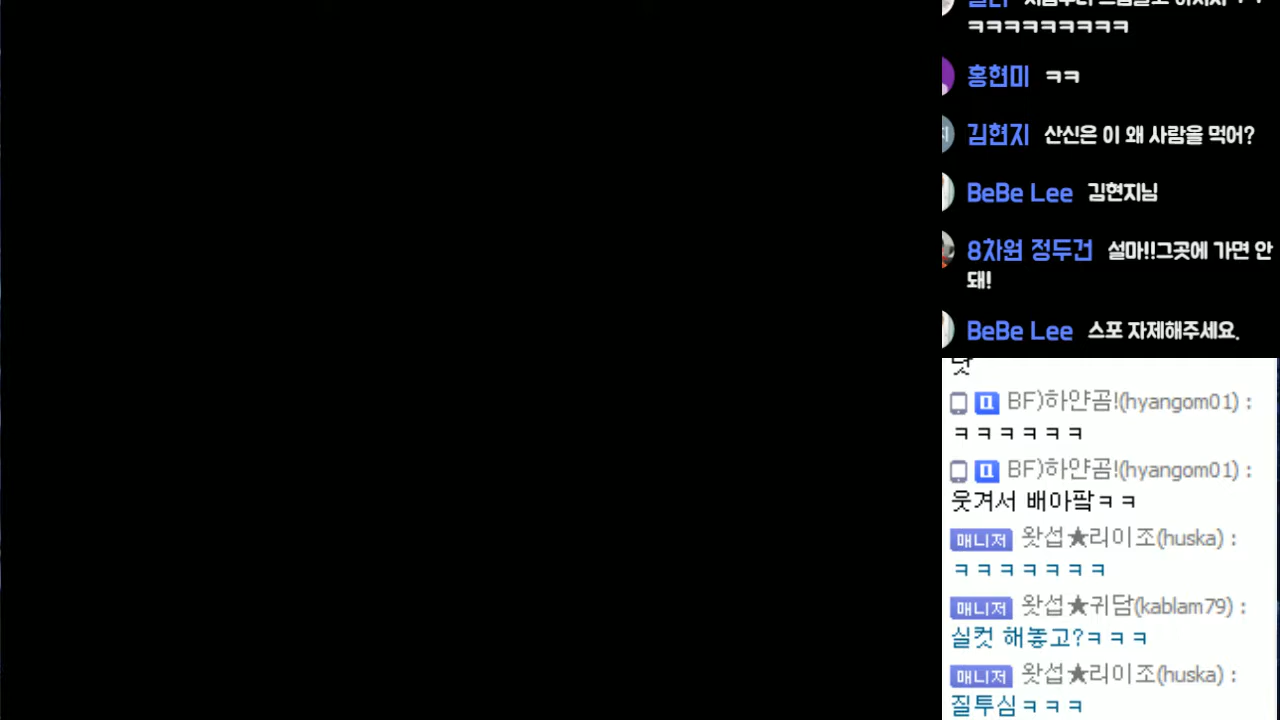 ㅋㅋㅋㅋㅋㅋㅋㅋㅋ
홍현미 ㅋㅋ
김현지 산신은 이 왜 사람을 먹어?
BeBe Lee 김현지님
8차원 정두건 설마!!그곳에 가면 안
돼!
BeBe Lee 스포 자제해주세요.
BF)하얀곰!(hyangom01) :
ㅋㅋㅋㅋㅋㅋ
BF)하얀곰!(hyangom01) :
웃겨서 배아팤ㅋㅋ
매니저 왓섭★리이조(huska) :
ㅋㅋㅋㅋㅋㅋㅋ
매니저 왓섭★귀담(kablam79) :
실컷 해놓고?ㅋㅋㅋ
매니저 왓섭★리이조(huska) :
질투심ㅋㅋㅋ